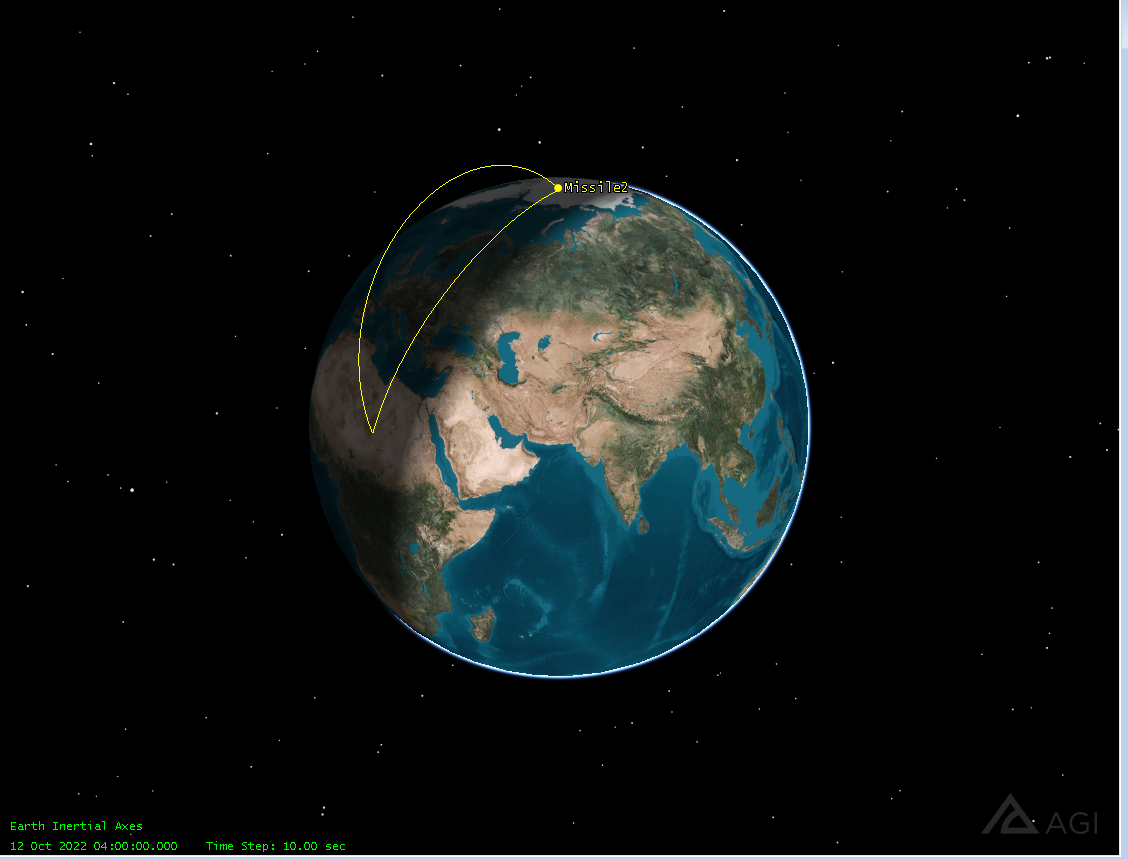 Missile2
Earth Inertial Axes
12 Oct 2022 04:00:00.000    Time Step: 10.00 sec
AGI